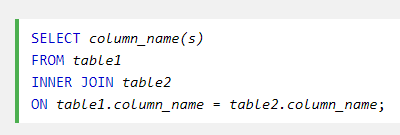 SELECT column_name(s)
FROM table1
INNER JOIN table2
ON table1.column_name = table2.column_name;